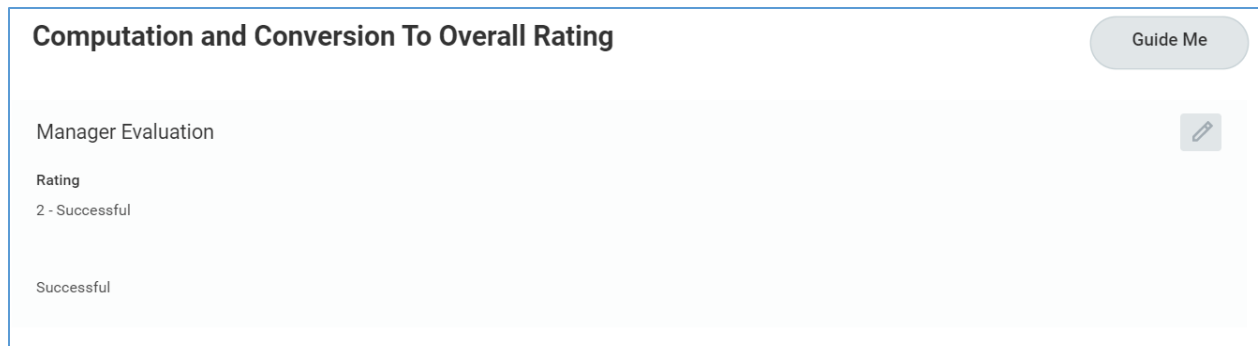 Computation and Conversion To Overall Rating
Guide Me
Manager Evaluation
Rating
2 - Successful
Successful